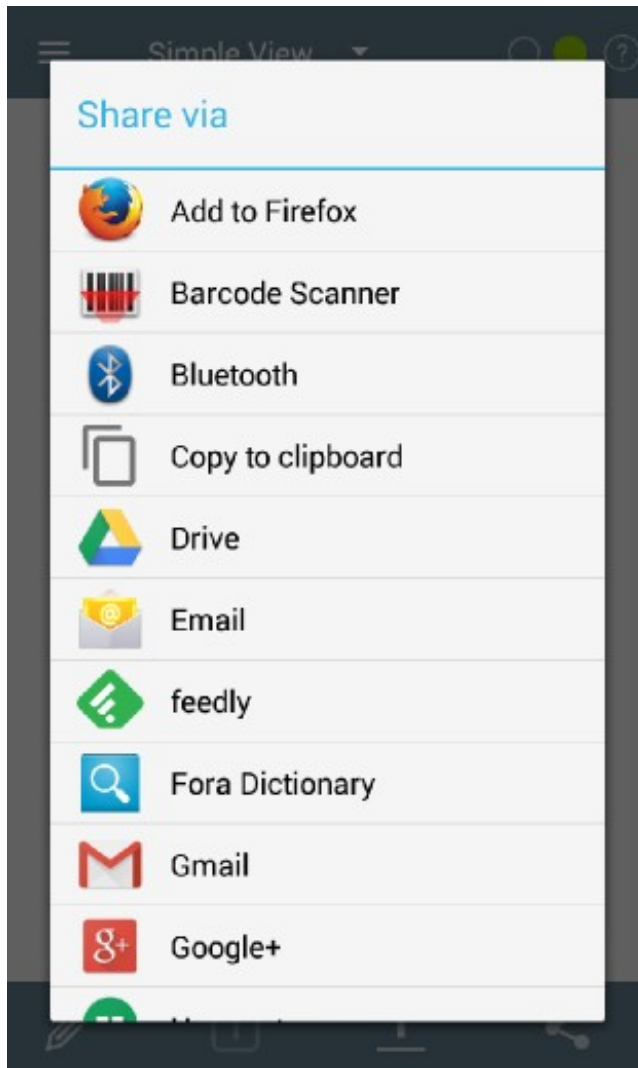 Simple View
Share via
Add to Firefox
Barcode Scanner
Bluetooth
Copy to clipboard
Drive
Email
feedly
Fora Dictionary
Gmail
Google+